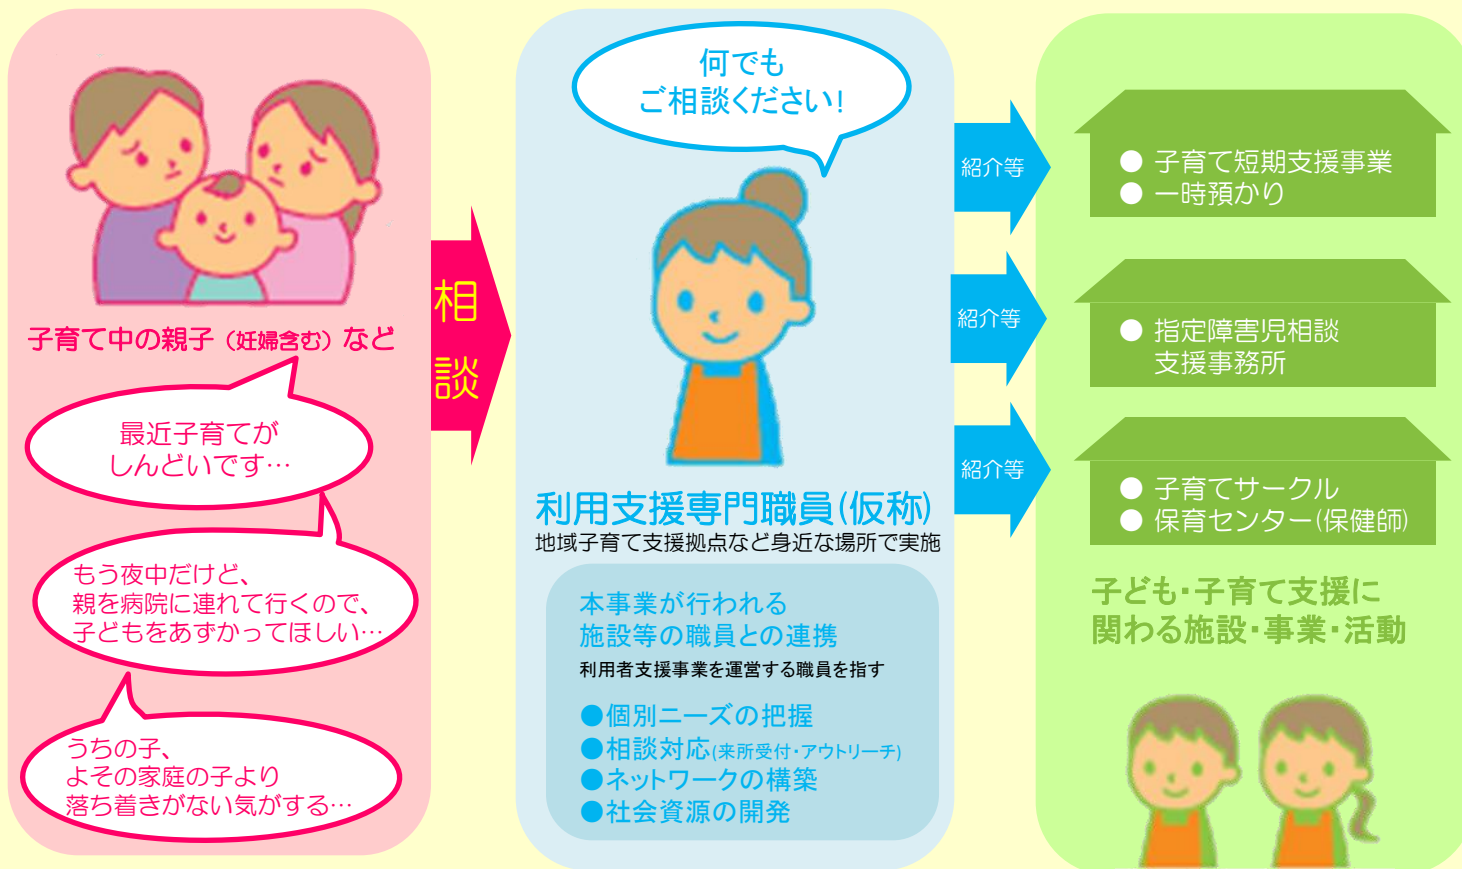 子育て中の親子（妊婦含む）など
最近子育てが
しんどいです…
もう夜中だけど、
親を病院に連れて行くので、
子どもをあずかってほしい…
うちの子、
よその家庭の子より
落ち着きがない気がする…
相
談
何でも
ご相談ください!
利用支援専門職員(仮称)
地域子育て支援拠点など身近な場所で実施
本事業が行われる
施設等の職員との連携
利用者支援事業を運営する職員を指す
●個別ニーズの把握
●相談対応(来所受付・アウトリーチ)
●ネットワークの構築
●社会資源の開発
紹介等
紹介等
紹介等
● 子育て短期支援事業
● 一時預かり
● 指定障害児相談
支援事務所
● 子育てサークル
● 保育センター(保健師)
子ども・子育て支援に
関わる施設・事業・活動